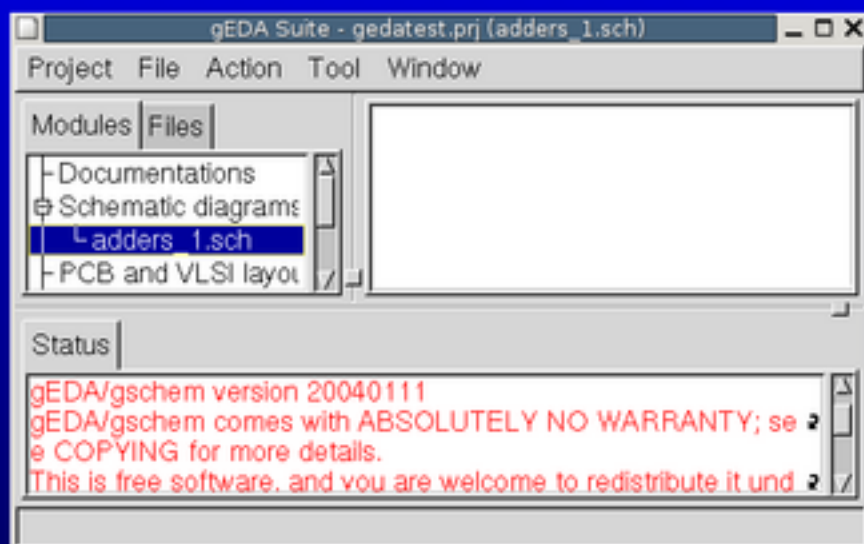 gEDA Suite - gedatest.prj (adders_1.sch)
Project File Action Tool Window
Modules Files
Documentations
Schematic diagrams
adders_1.sch
PCB and VLSI layou
Status
gEDA/gschem version 20040111
gEDA/gschem comes with ABSOLUTELY NO WARRANTY; se
e COPYING for more details.
This is free software, and you are welcome to redistribute it und